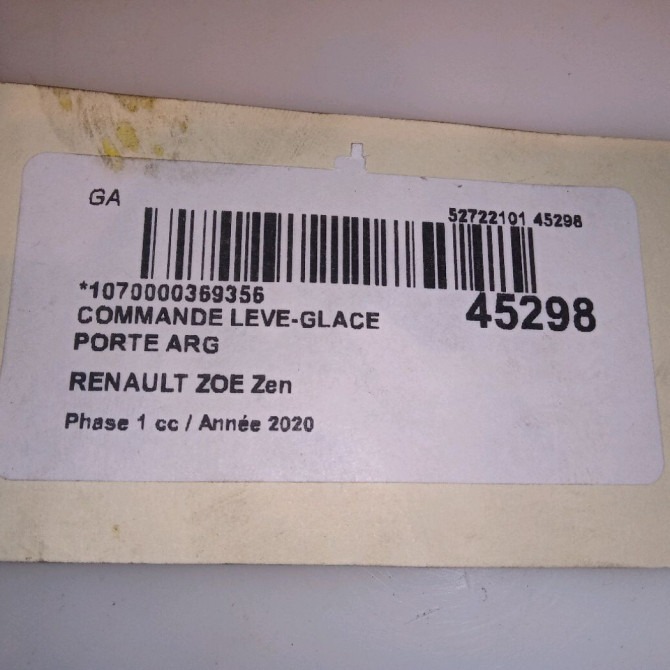 GA
52722101 45298
*1070000369356
45298
COMMANDE LEVE-GLACE
PORTE ARG
RENAULT ZOE Zen
Phase 1 cc / Année 2020